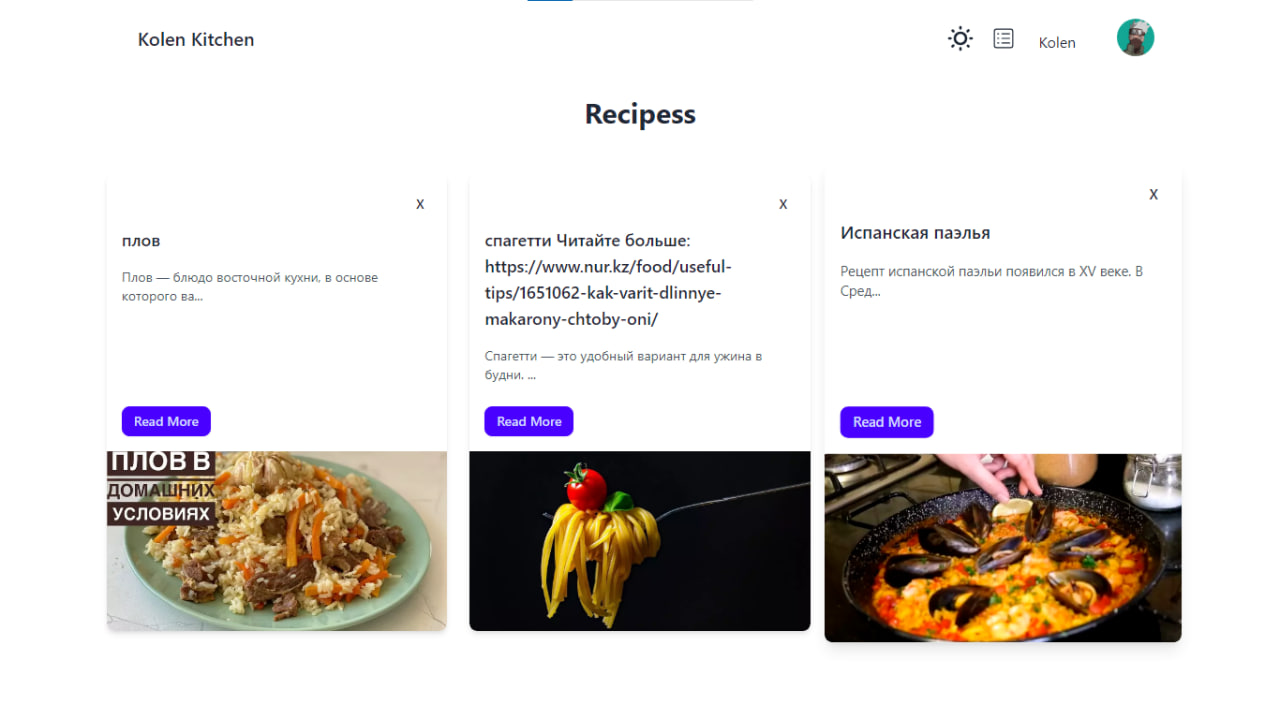 Kolen Kitchen
Kolen
Recipess
X
плов
Плов — блюдо восточной кухни, в основе
которого ва...
Read More
ПЛОВ В
ДОМАШНИХ
УСЛОВИЯХ
X
спагетти Читайте больше:
https://www.nur.kz/food/useful-
tips/1651062-kak-varit-dlinnye-
makarony-chtoby-oni/
Спагетти — это удобный вариант для ужина в
будни. ...
Read More
X
Испанская паэлья
Рецепт испанской паэльи появился в XV веке. В
Сред...
Read More